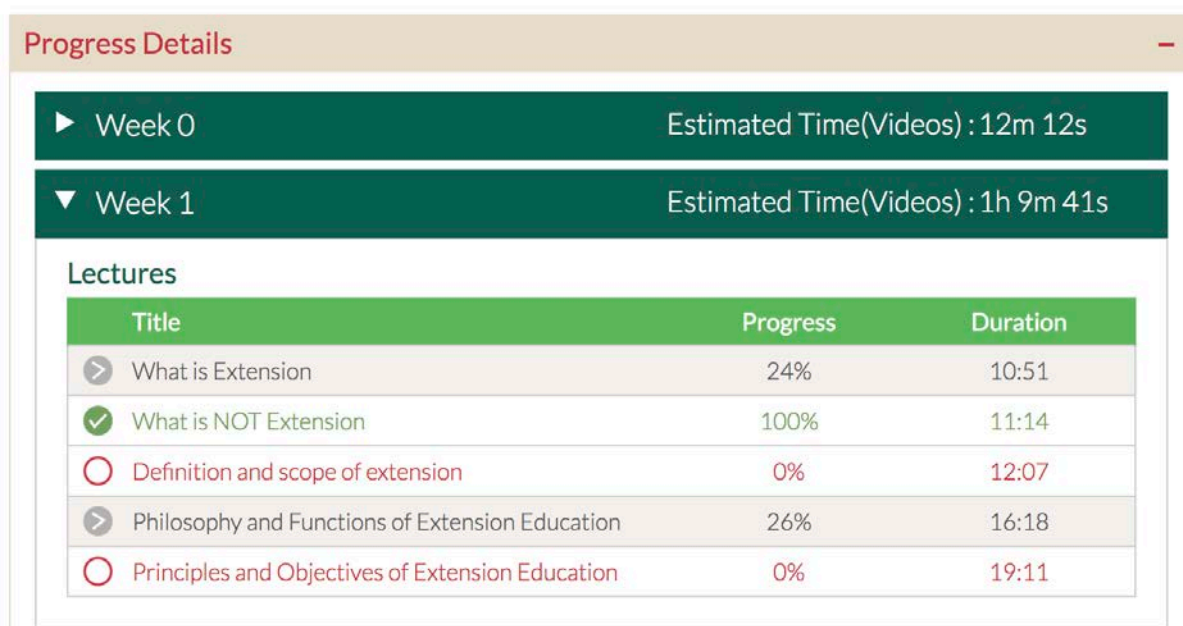 Progress Details
Week 0 Estimated Time(Videos) : 12m 12s
Week 1 Estimated Time(Videos) : 1h 9m 41s
Lectures
Title Progress Duration
What is Extension 24% 10:51
What is NOT Extension 100% 11:14
Definition and scope of extension 0% 12:07
Philosophy and Functions of Extension Education 26% 16:18
Principles and Objectives of Extension Education 0% 19:11